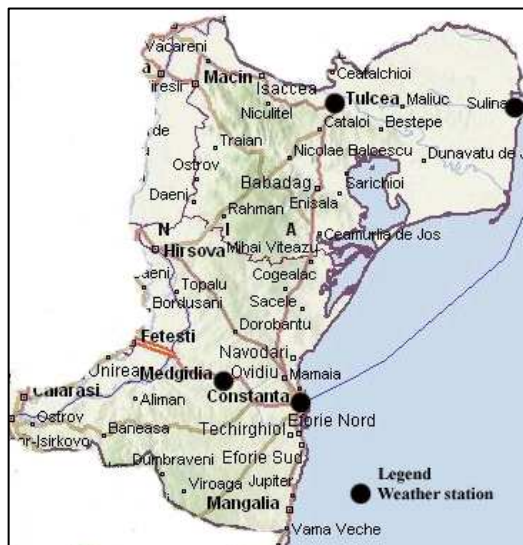 Vacareni
Macin
Isaccea
Ceatalchioi
Tulcea
Maliuc
Sulina
Niculitel
Cataloi
Bestepe
Traian
Nicolae Balcescu
Dunavatu de J
Ostrov
Sarichioi
Babadag
Daeni
Enisala
Rahman
N I A
Hirsova
Mihai Viteazu
Ceamurlia de Jos
Cogealac
Topalu
Bordusani
Sacele
Dorobantu
Fetesti
Navodari
Unirea
Medgidia
Ovidiu
Mamaia
Calarasi
Aliman
Constanta
Eforie Nord
Ostrov
Baneasa
Techirghiol
Eforie Sud
Dumbraveni
Viroaga
Jupiter
Mangalia
Vama Veche
Legend
Weather station